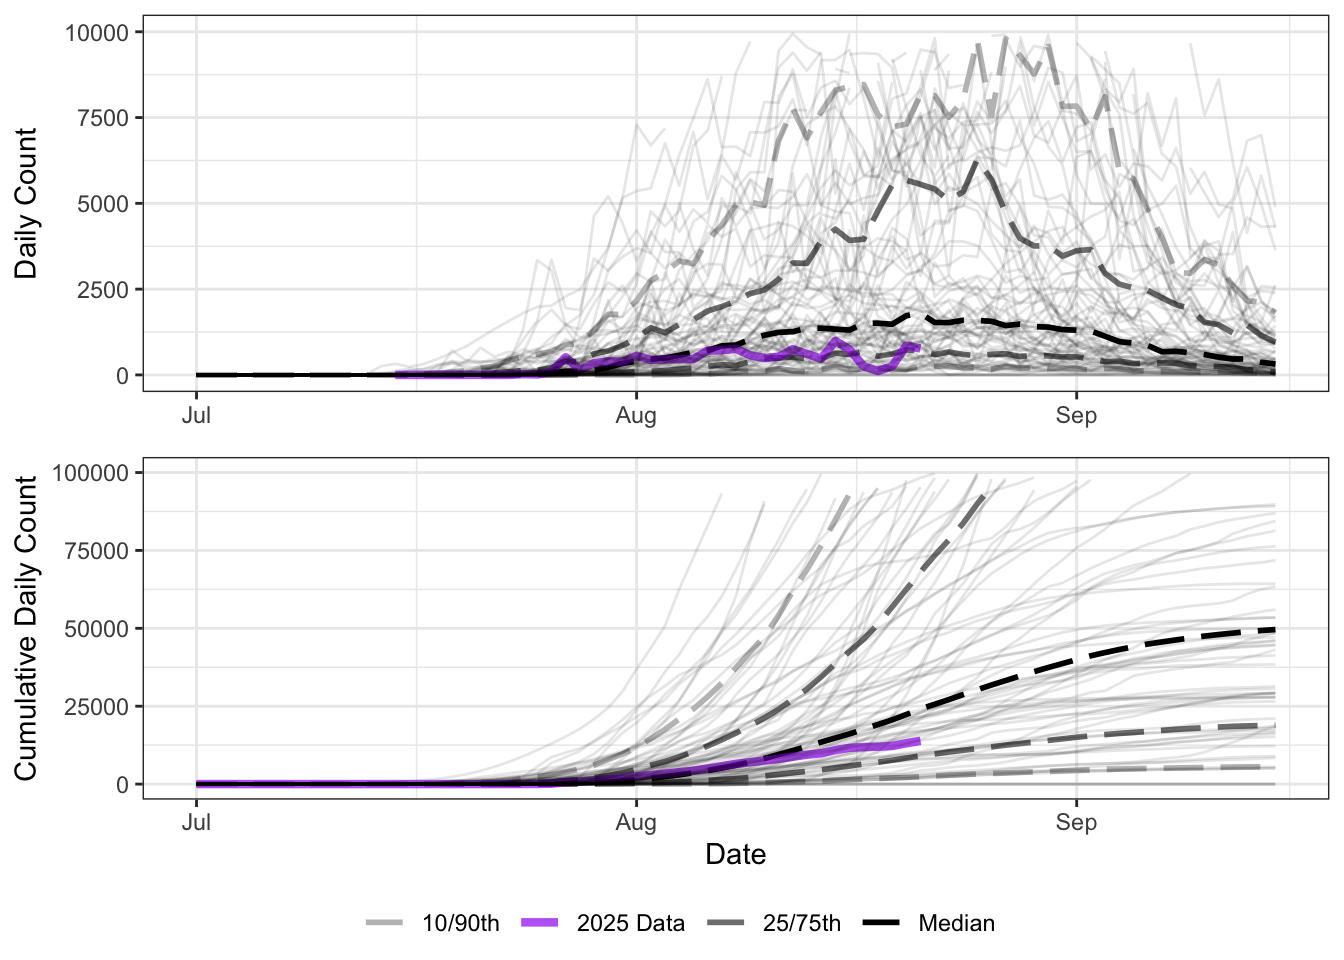 Daily Count
10000
7500
5000
2500
0
Jul
Aug
Sep
Cumulative Daily Count
100000
75000
50000
25000
0
Jul
Aug
Sep
Date
10/90th
2025 Data
25/75th
Median